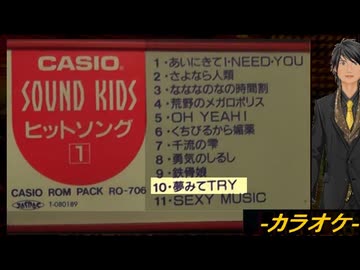 CASIO
SOUND KIDS
ヒットソング
1
CASIO ROM PACK RO-706
T-080189
1・あいにきてI・NEED・YOU
2・さよなら人類
3・なななのなの時間割
4・荒野のメガロポリス
5・OH YEAH!
6・くちびるから媚薬
7・千流の雫
8・勇気のしるし
9・鉄骨娘
10・夢みてTRY
11・SEXY MUSIC
-カラオケ-